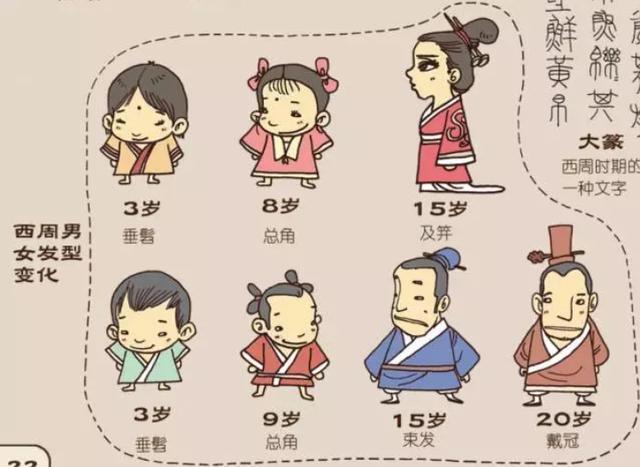 大篆
西周时期的
一种文字
西周男
女发型
变化
3岁
垂髫
8岁
总角
15岁
及笄
3岁
垂髫
9岁
总角
15岁
束发
20岁
戴冠